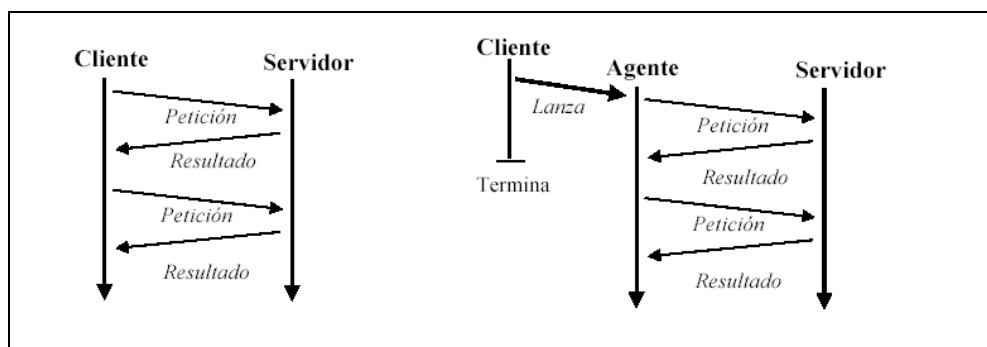 Cliente
Servidor
Petición
Resultado
Petición
Resultado
Cliente
Agente
Servidor
Lanza
Petición
Resultado
Termina
Petición
Resultado